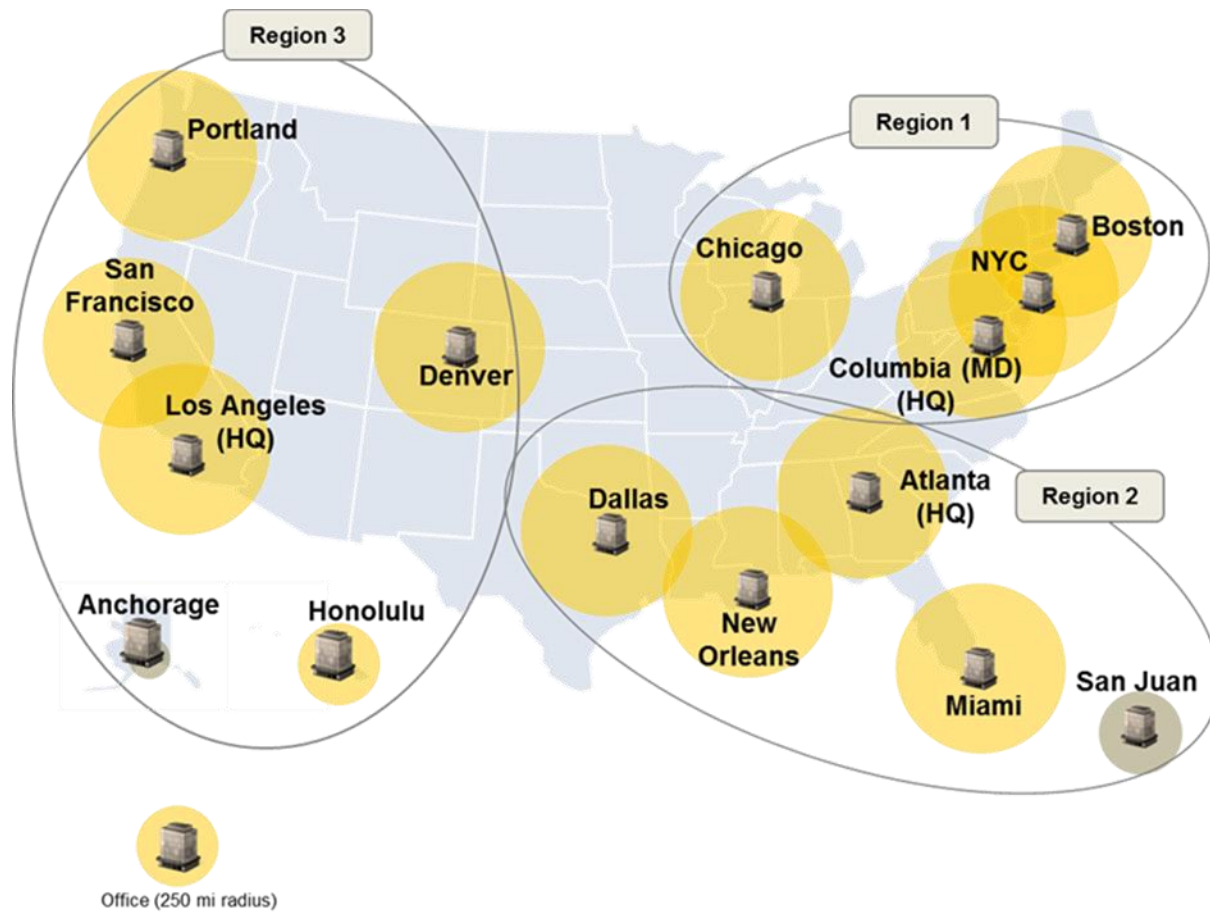 Region 3
Region 1
Portland
Boston
Chicago
NYC
San
Francisco
Denver
Columbia (MD)
(HQ)
Los Angeles
(HQ)
Dallas
Atlanta
(HQ)
Region 2
Anchorage
Honolulu
New
Orleans
Miami
San Juan
Office (250 mi radius)